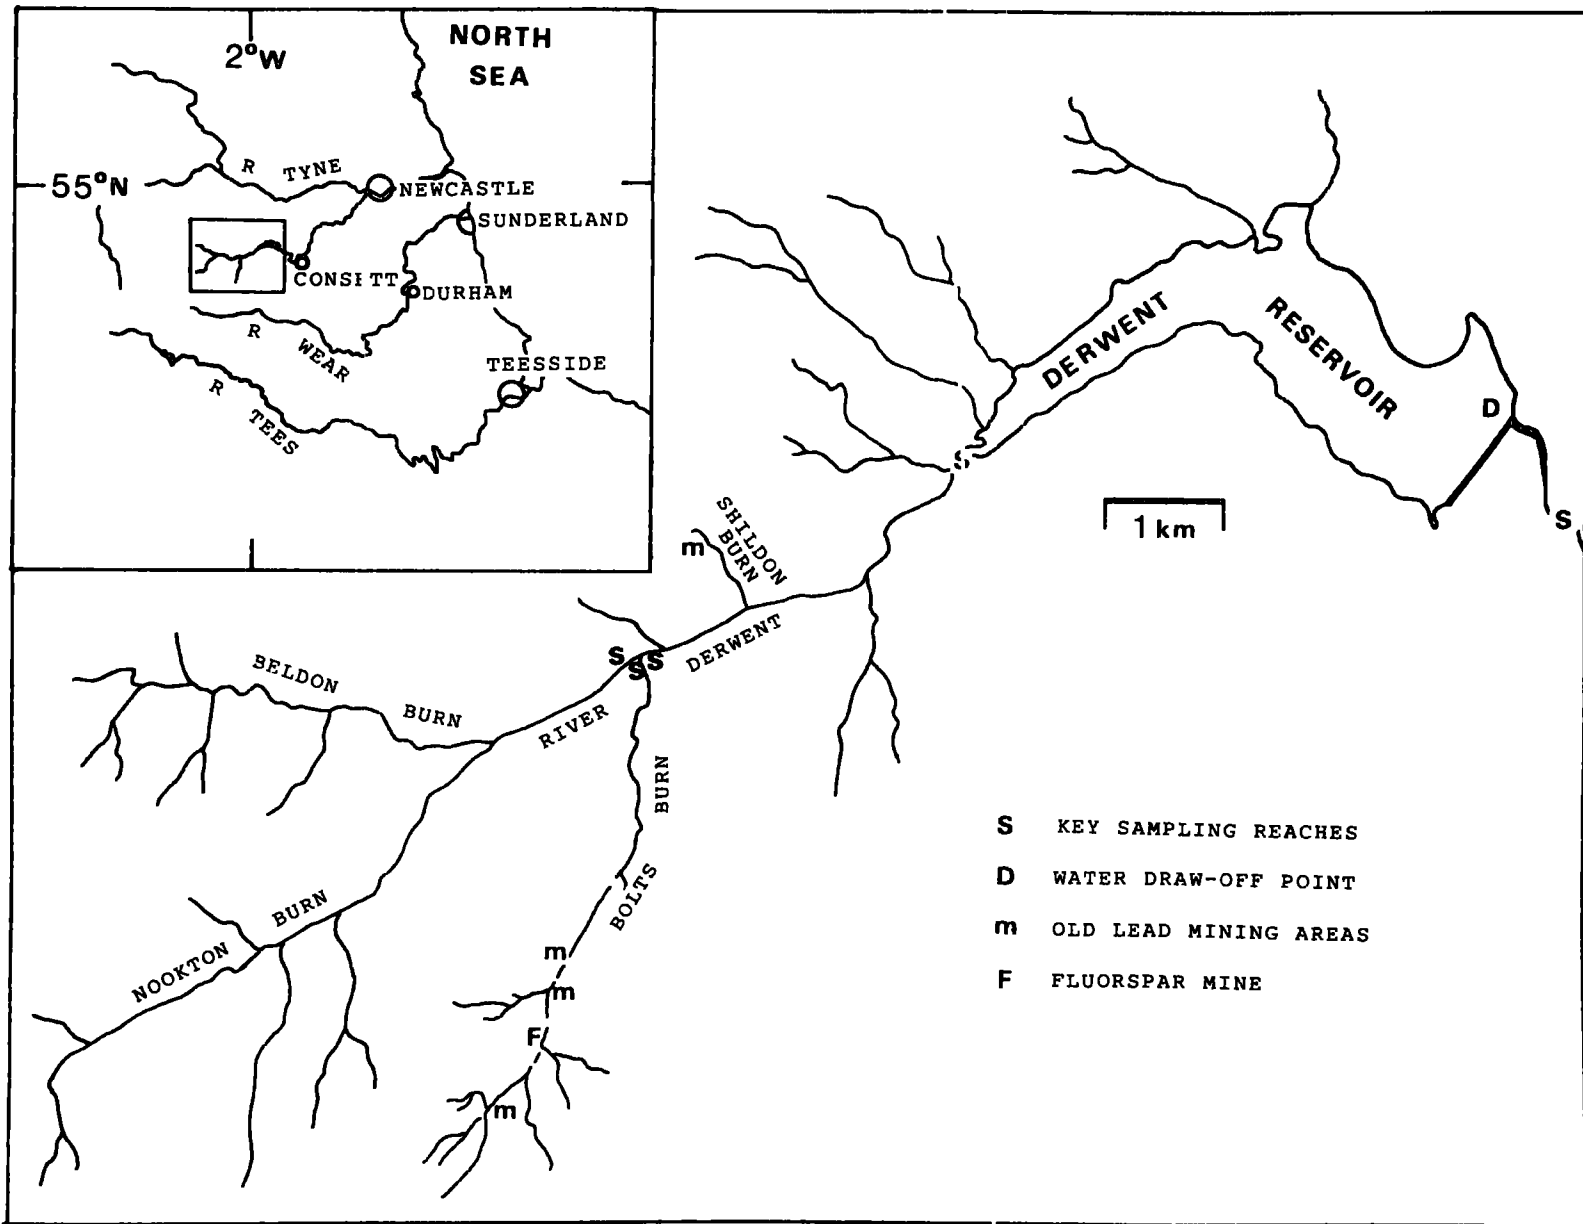 NORTH
SEA
2°W
55°N
R TYNE
NEWCASTLE
SUNDERLAND
CONSETT
DURHAM
R WEAR
TEESSIDE
R TEES
DERWENT
RESERVOIR
D
S
S
1 km
SHILDON
BURN
m
S
S
S
DERWENT
RIVER
BELDON
BURN
BURN
BOLTS
NOOKTON
BURN
m
m
F
m
S KEY SAMPLING REACHES
D WATER DRAW-OFF POINT
m OLD LEAD MINING AREAS
F FLUORSPAR MINE